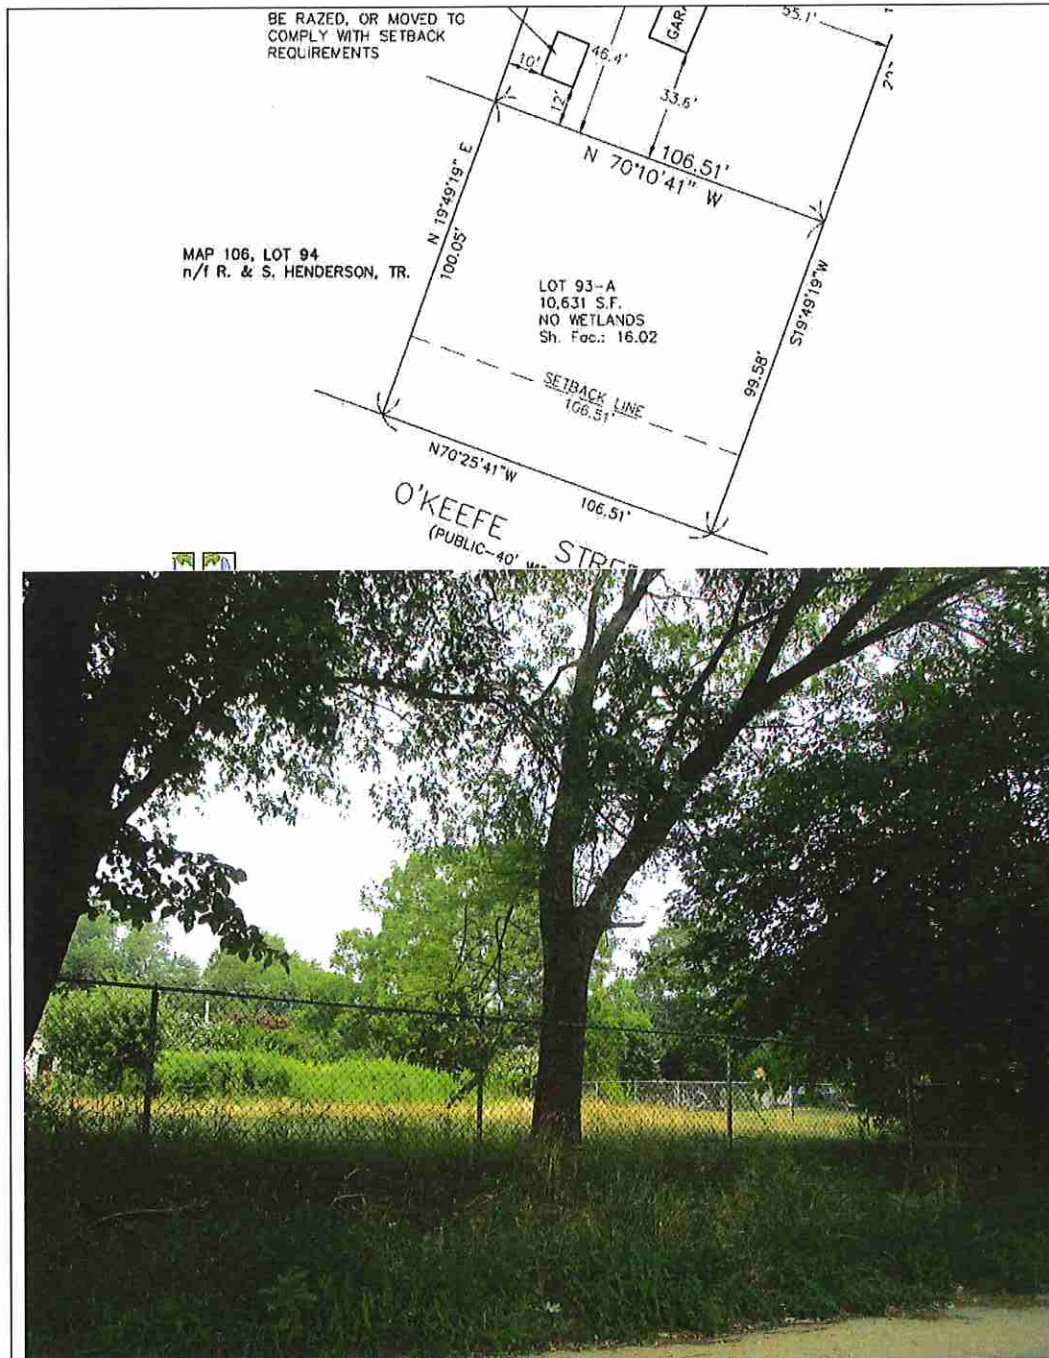 BE RAZED, OR MOVED TO
COMPLY WITH SETBACK
REQUIREMENTS
10'
12'
46.4'
GARA
33.6'
55.1'
106.51'
N 70°10'41" W
N 19°49'19" E
100.05'
MAP 106, LOT 94
n/f R. & S. HENDERSON, TR.
LOT 93-A
10,631 S.F.
NO WETLANDS
Sh. Fac.: 16.02
S19°49'19"W
99.58'
SETBACK LINE
106.51'
N70°25'41"W
106.51'
O'KEEFE STREE
(PUBLIC-40'